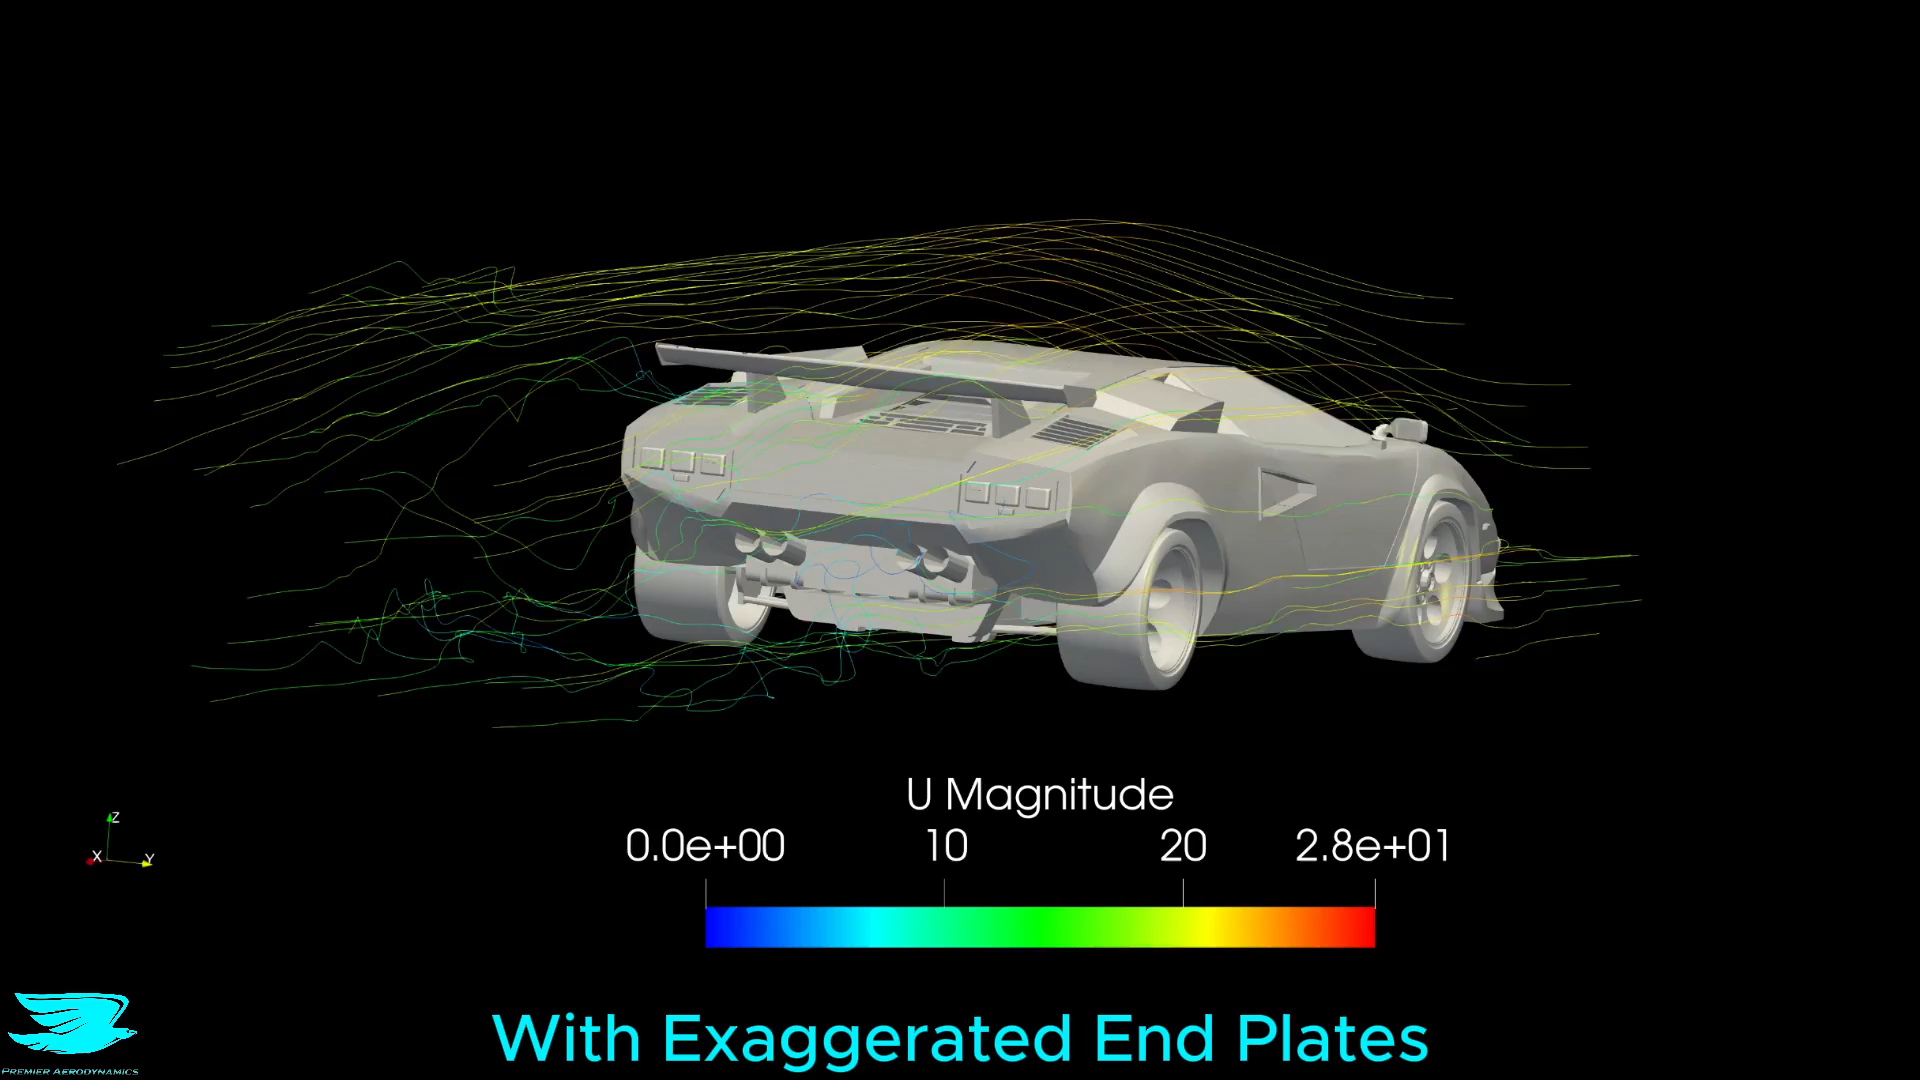 U Magnitude
0.0e+00 10 20 2.8e+01
Z
X Y
With Exaggerated End Plates
PREMIER AERODYNAMICS